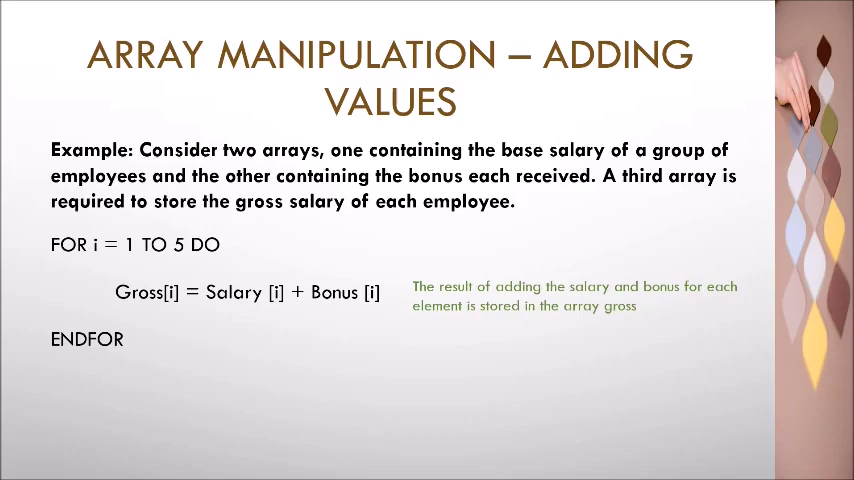 ARRAY MANIPULATION – ADDING
VALUES
Example: Consider two arrays, one containing the base salary of a group of
employees and the other containing the bonus each received. A third array is
required to store the gross salary of each employee.
FOR i = 1 TO 5 DO
Gross[i] = Salary [i] + Bonus [i]
The result of adding the salary and bonus for each
element is stored in the array gross
ENDFOR